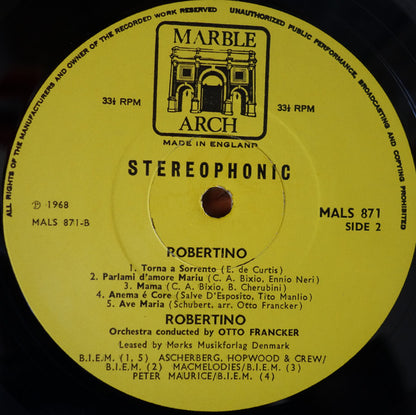 ALL RIGHTS OF THE MANUFACTURERS AND OWNER OF THE RECORDED WORK RESERVED
UNAUTHORIZED PUBLIC PERFORMANCE, BROADCASTING AND COPYING PROHIBITED
MARBLE
ARCH
33⅓ RPM
33⅓ RPM
MADE IN ENGLAND
STEREOPHONIC
℗ 1968
MALS 871-B
MALS 871
SIDE 2
ROBERTINO
1. Torna a Sorrento (E. de Curtis)
2. Parlami d'amore Mariu (C. A. Bixio, Ennio Neri)
3. Mama (C. A. Bixio, B. Cherubini)
4. Anema é Core (Salve D'Esposito, Tito Manlio)
5. Ave Maria (Schubert, arr. Otto Francker)
ROBERTINO
Orchestra conducted by OTTO FRANCKER
Leased by Mørks Musikforlag Denmark
B.I.E.M. (1, 5) ASCHERBERG, HOPWOOD & CREW/
B.I.E.M. (2) MACMELODIES/B.I.E.M. (3)
PETER MAURICE/B.I.E.M. (4)